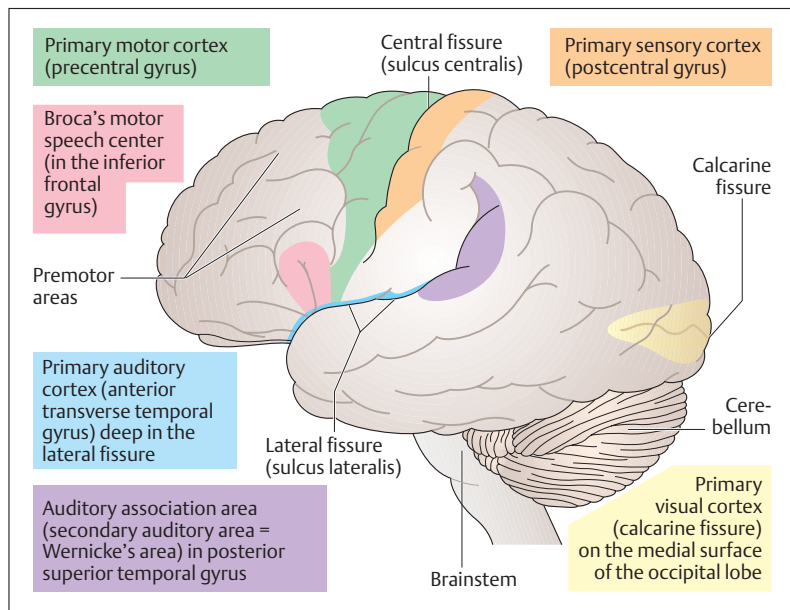 Primary motor cortex
(precentral gyrus)
Central fissure
(sulcus centralis)
Primary sensory cortex
(postcentral gyrus)
Broca's motor
speech center
(in the inferior
frontal
gyrus)
Calcarine
fissure
Premotor
areas
Primary auditory
cortex (anterior
transverse temporal
gyrus) deep in the
lateral fissure
Lateral fissure
(sulcus lateralis)
Cere-
bellum
Auditory association area
(secondary auditory area =
Wernicke's area) in posterior
superior temporal gyrus
Brainstem
Primary
visual cortex
(calcarine fissure)
on the medial surface
of the occipital lobe